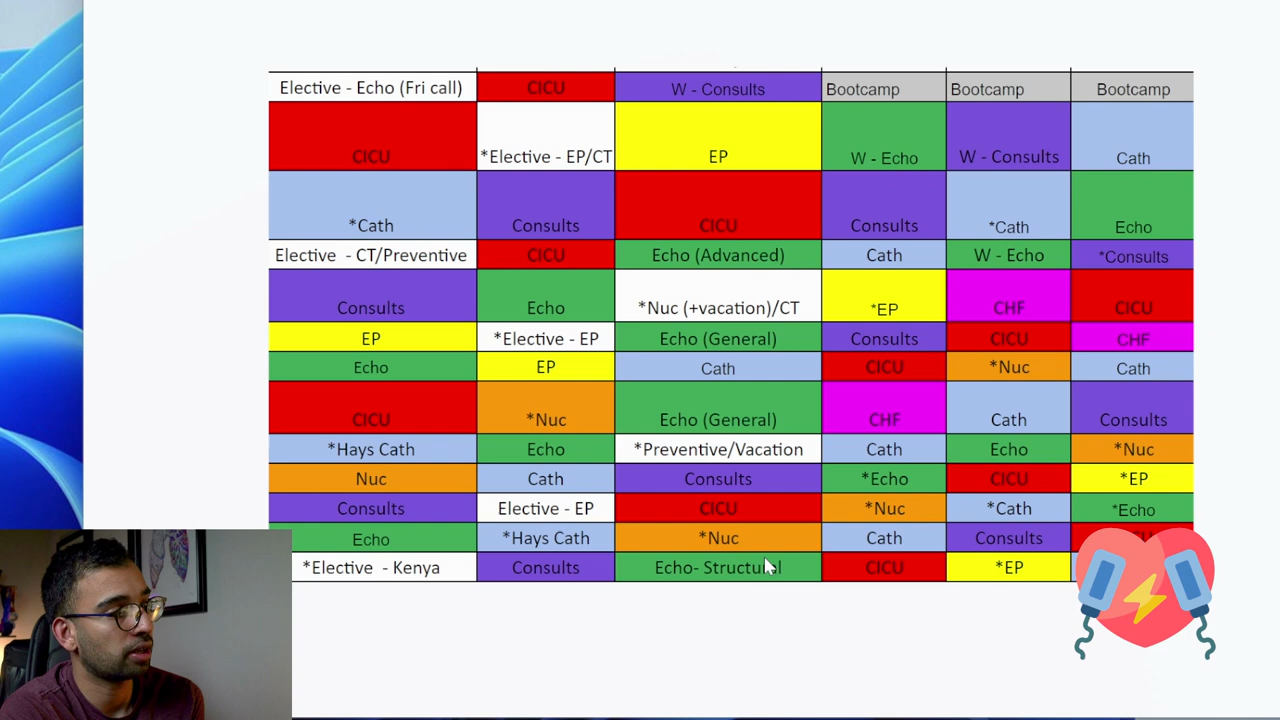 Elective - Echo (Fri call) CICU W - Consults Bootcamp Bootcamp Bootcamp
CICU *Elective - EP/CT EP W - Echo W - Consults Cath
*Cath Consults CICU Consults *Cath Echo
Elective - CT/Preventive CICU Echo (Advanced) Cath W - Echo *Consults
Consults Echo *Nuc (+vacation)/CT *EP CHF CICU
EP *Elective - EP Echo (General) Consults CICU CHF
Echo EP Cath CICU *Nuc Cath
CICU *Nuc Echo (General) CHF Cath Consults
*Hays Cath Echo *Preventive/Vacation Cath Echo *Nuc
Nuc Cath Consults *Echo CICU *EP
Consults Elective - EP CICU *Nuc *Cath *Echo
Echo *Hays Cath *Nuc Cath Consults
*Elective - Kenya Consults Echo- Structural CICU *EP